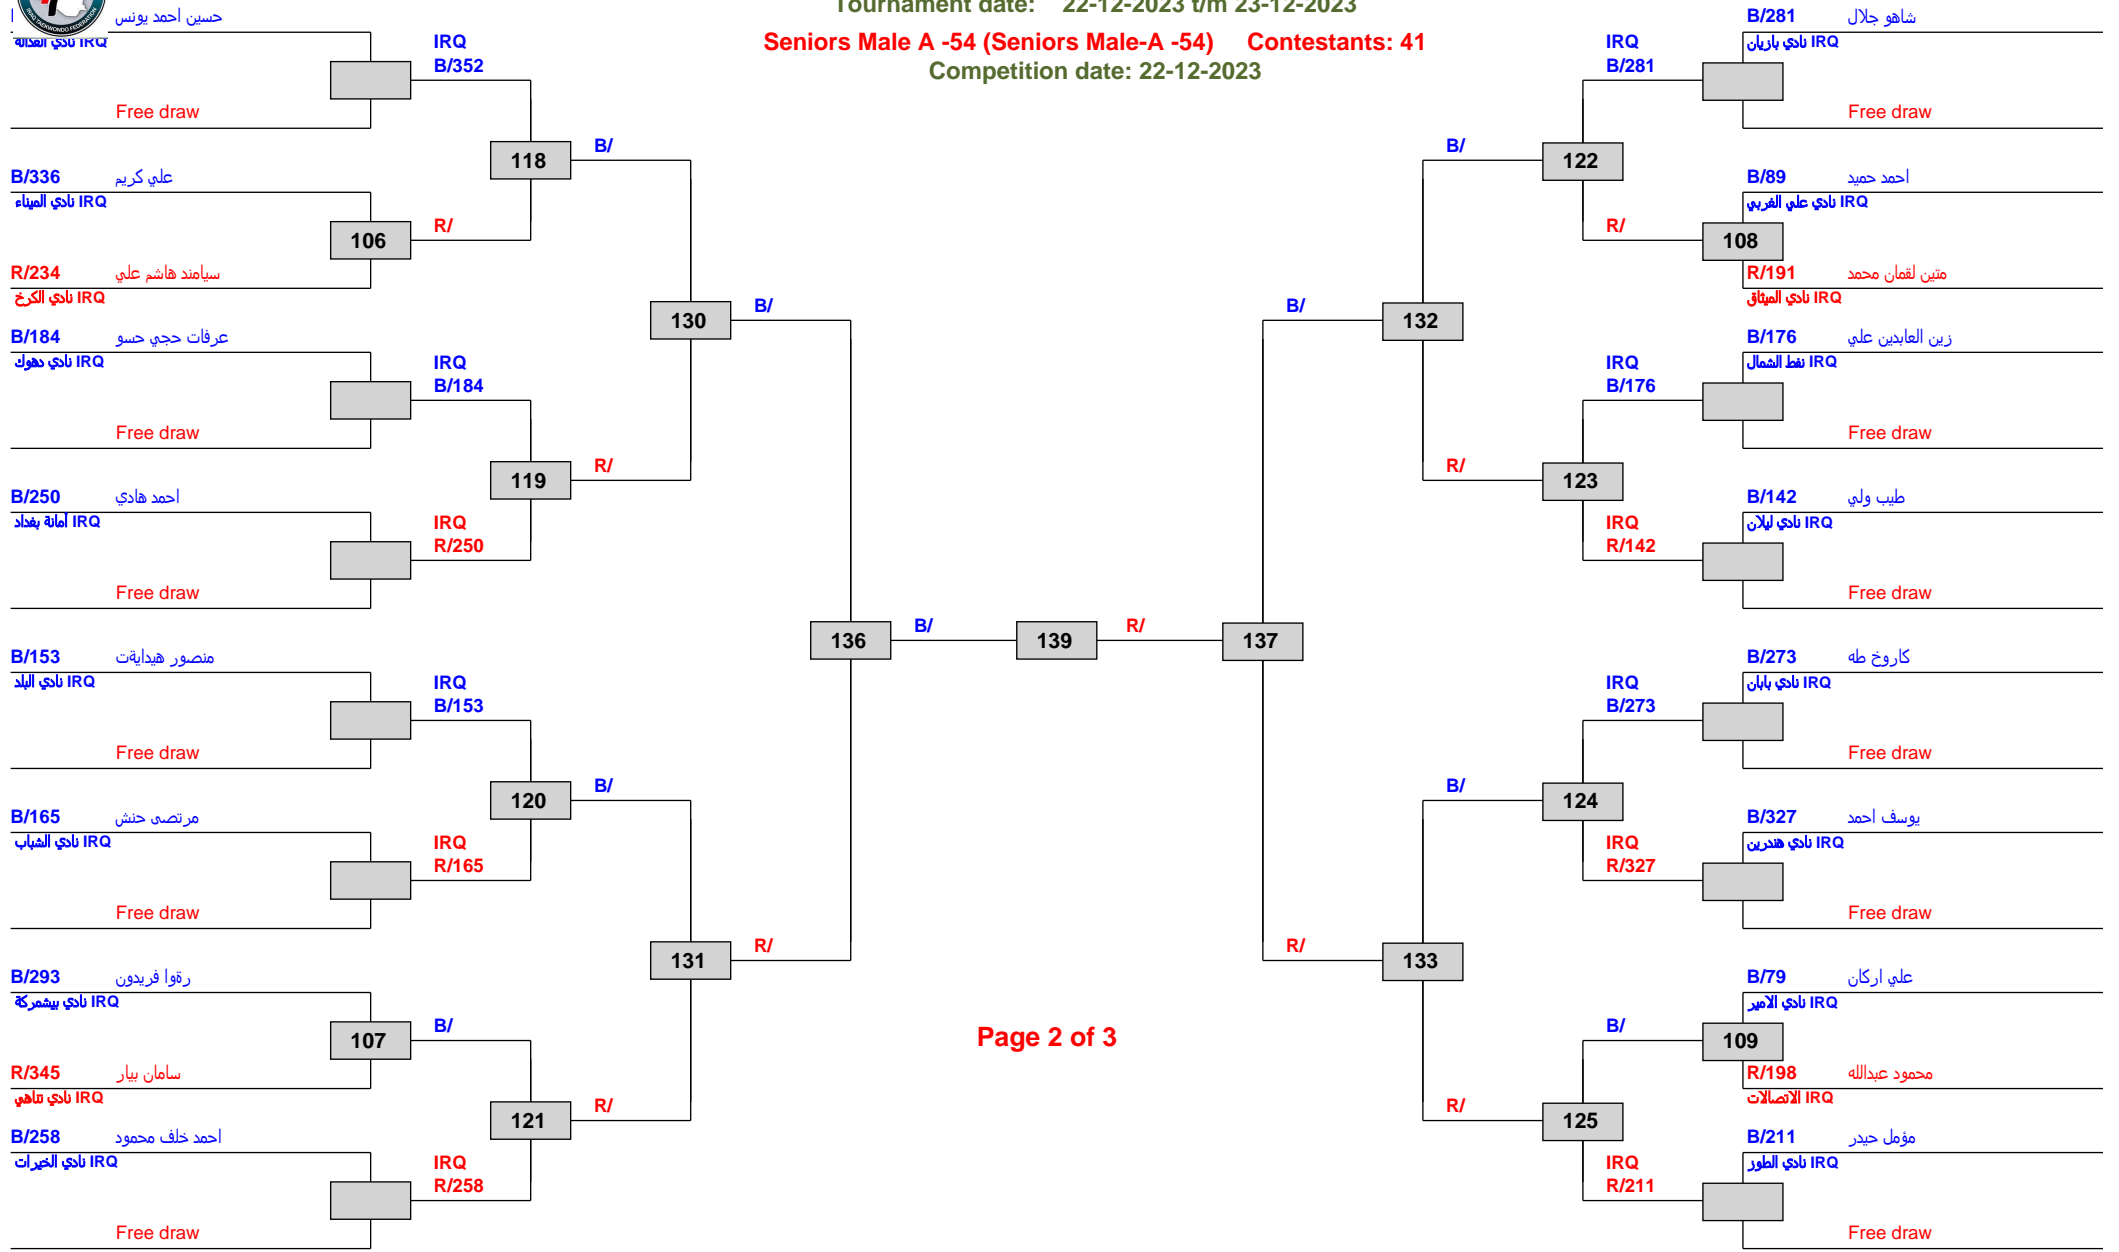 IRAQ TAEKWONDO FEDERATION
Tournament date: 22-12-2023 t/m 23-12-2023
Seniors Male A -54 (Seniors Male-A -54) Contestants: 41
Competition date: 22-12-2023
حسين احمد يونس
IRQ نادي العدالة
Free draw
IRQ
B/352
B/336 علي كريم
IRQ نادي الميناء
R/234 سيامند هاشم علي
IRQ نادي الكرخ
106
R/
118
B/
B/184 عرفات حجي حسو
IRQ نادي دهوك
Free draw
IRQ
B/184
B/250 احمد هادي
IRQ أمانة بغداد
Free draw
IRQ
R/250
119
R/
130
B/
B/153 منصور هيدايةت
IRQ نادي البلد
Free draw
IRQ
B/153
B/165 مرتضى حنش
IRQ نادي الشباب
Free draw
IRQ
R/165
120
B/
B/293 رةوا فريدون
IRQ نادي بيشمركة
R/345 سامان بيار
IRQ نادي تناهي
107
B/
B/258 احمد خلف محمود
IRQ نادي الخيرات
Free draw
IRQ
R/258
121
R/
131
R/
136
B/
139
R/
137
B/
132
B/
122
IRQ
B/281
B/281 شاهو جلال
IRQ نادي باريان
Free draw
R/
108
B/89 احمد حميد
IRQ نادي علي الغربي
R/191 متين لقمان محمد
IRQ نادي الميثاق
R/
123
IRQ
B/176
B/176 زين العابدين علي
IRQ نفط الشمال
Free draw
IRQ
R/142
B/142 طيب ولي
IRQ نادي ليلان
Free draw
R/
133
B/
124
IRQ
B/273
B/273 كاروخ طه
IRQ نادي بابان
Free draw
IRQ
R/327
B/327 يوسف احمد
IRQ نادي هندرين
Free draw
R/
125
B/
109
B/79 علي اركان
IRQ نادي الامير
R/198 محمود عبدالله
IRQ الاتصالات
IRQ
R/211
B/211 مؤمل حيدر
IRQ نادي الطوز
Free draw
Page 2 of 3